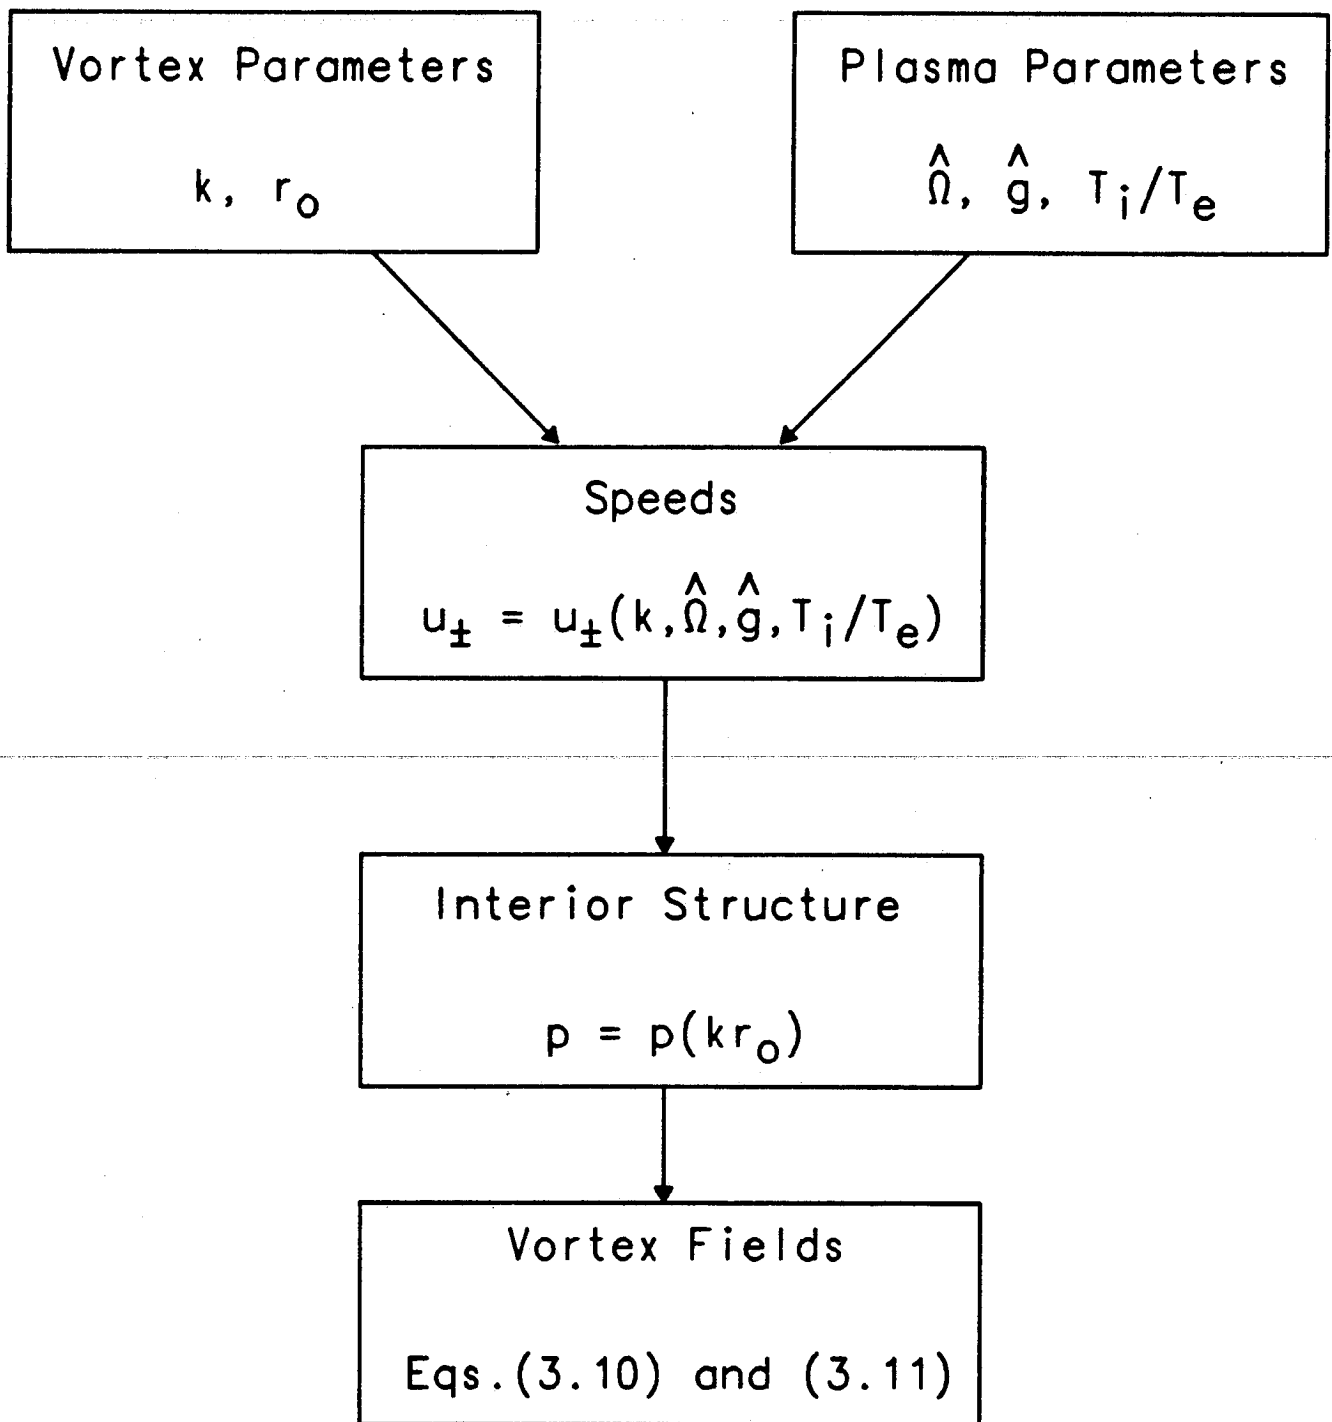 Vortex Parameters
k, r₀
Plasma Parameters
Ω̂, ĝ, Tᵢ/Tₑ
Speeds
u± = u±(k,Ω̂,ĝ,Tᵢ/Tₑ)
Interior Structure
p = p(kr₀)
Vortex Fields
Eqs.(3.10) and (3.11)